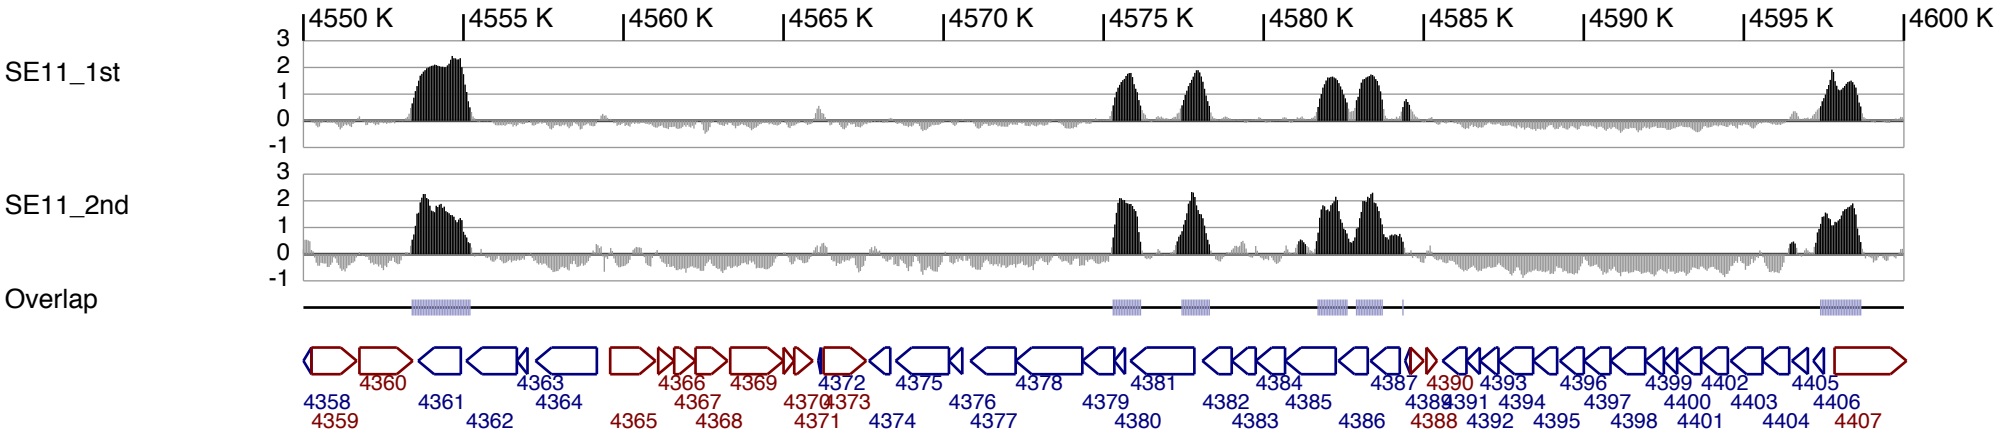 4550 K 4555 K 4560 K 4565 K 4570 K 4575 K 4580 K 4585 K 4590 K 4595 K 4600 K
3
SE11_1st 2
1
0
-1
3
SE11_2nd 2
1
0
-1
Overlap
4360 4363 4366 4369 4372 4375 4378 4381 4384 4387 4390 4393 4396 4399 4402 4405
4358 4361 4364 4367 4370 4373 4376 4379 4382 4385 4389 4391 4394 4397 4400 4403 4406
4359 4362 4365 4368 4371 4374 4377 4380 4383 4386 4388 4392 4395 4398 4401 4404 4407